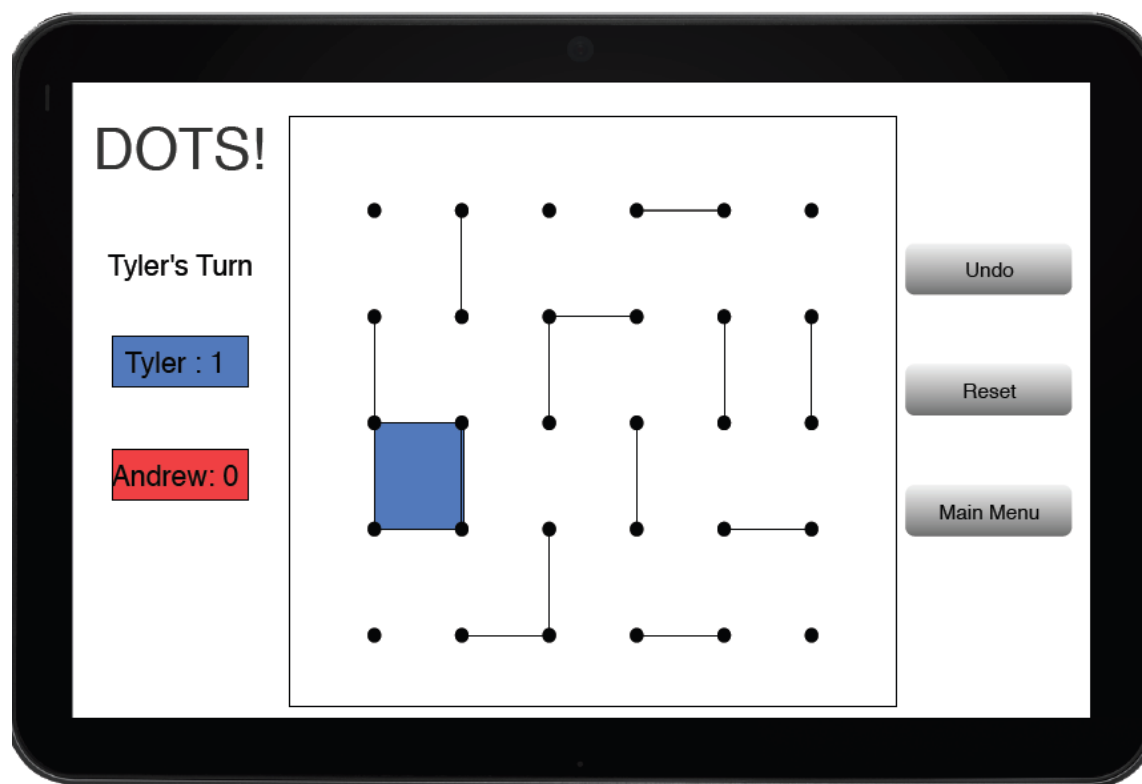 DOTS!
Tyler's Turn
Tyler : 1
Andrew: 0
Undo
Reset
Main Menu